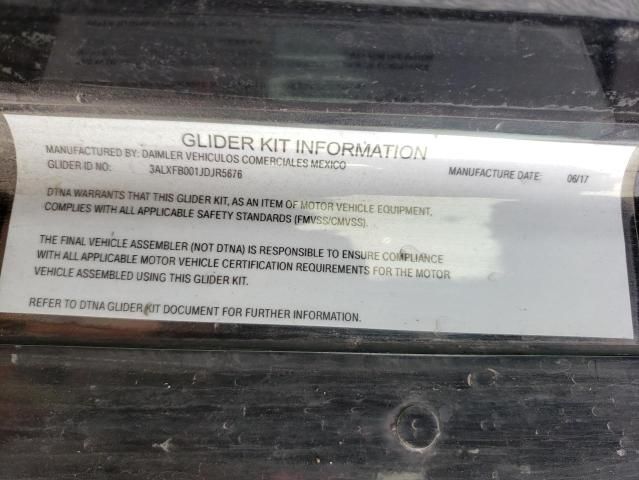 GLIDER KIT INFORMATION
MANUFACTURED BY: DAIMLER VEHICULOS COMERCIALES MEXICO
GLIDER ID NO: 3ALXFB001JDJR5676 MANUFACTURE DATE: 06/17
DTNA WARRANTS THAT THIS GLIDER KIT, AS AN ITEM OF MOTOR VEHICLE EQUIPMENT,
COMPLIES WITH ALL APPLICABLE SAFETY STANDARDS (FMVSS/CMVSS).
THE FINAL VEHICLE ASSEMBLER (NOT DTNA) IS RESPONSIBLE TO ENSURE COMPLIANCE
WITH ALL APPLICABLE MOTOR VEHICLE CERTIFICATION REQUIREMENTS FOR THE MOTOR
VEHICLE ASSEMBLED USING THIS GLIDER KIT.
REFER TO DTNA GLIDER KIT DOCUMENT FOR FURTHER INFORMATION.